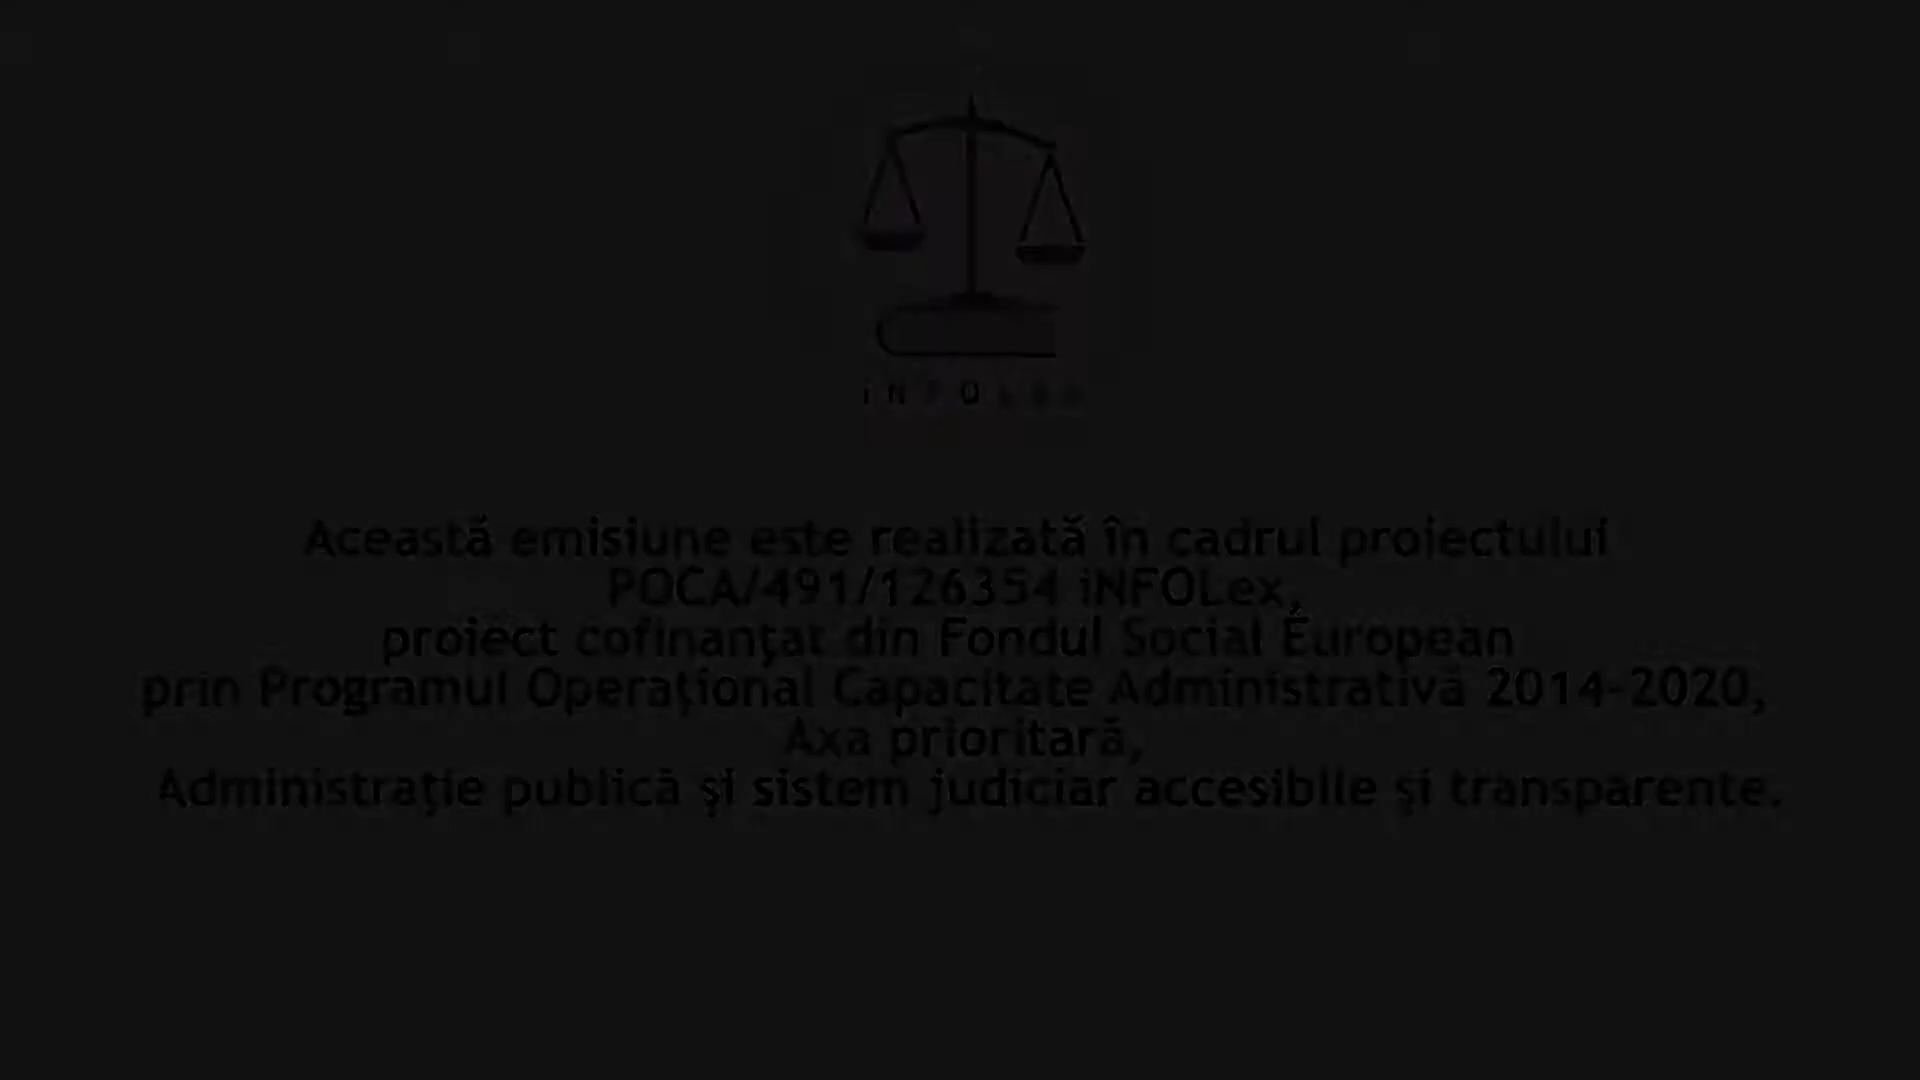 iNFOLex
Această emisiune este realizată în cadrul proiectului
POCA/491/126354 iNFOLex,
proiect cofinanţat din Fondul Social European
prin Programul Operaţional Capacitate Administrativă 2014-2020,
Axa prioritară,
Administraţie publică şi sistem judiciar accesibile şi transparente.